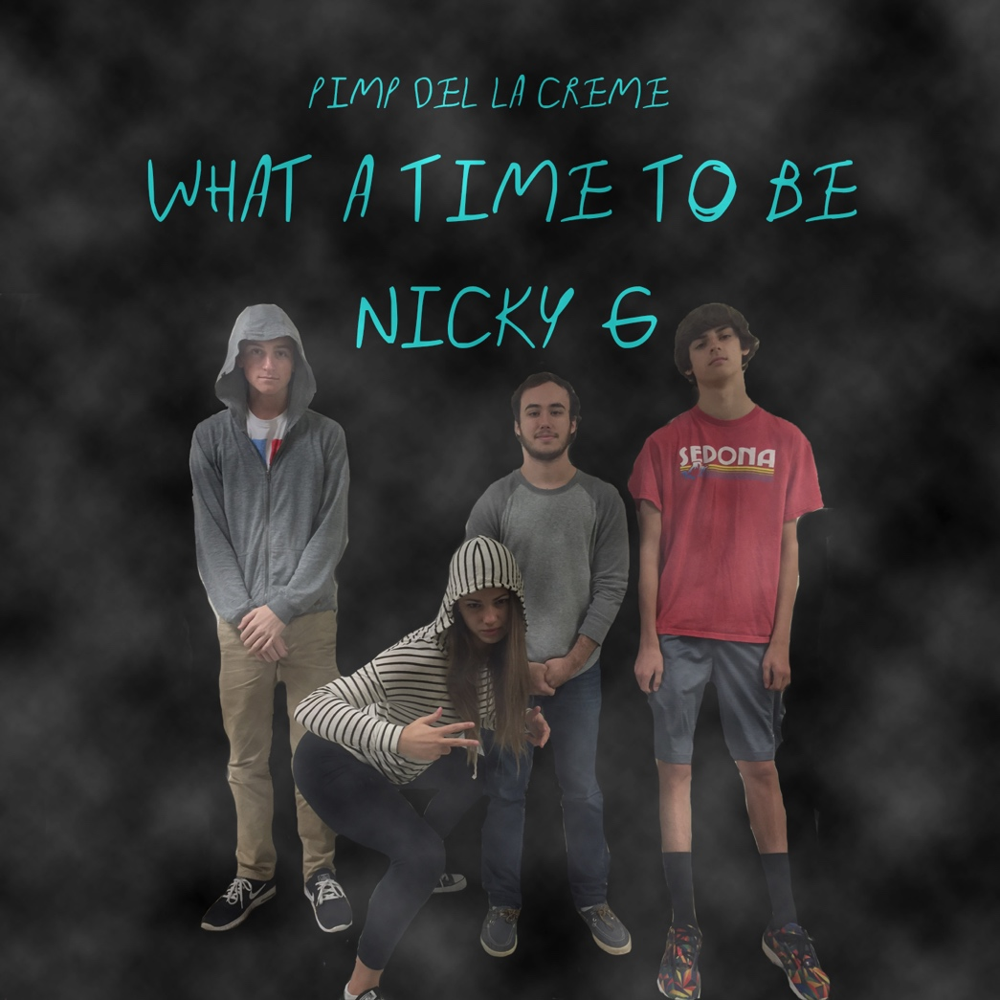 PIMP DEL LA CREME
WHAT A TIME TO BE
NICKY G
SEDONA